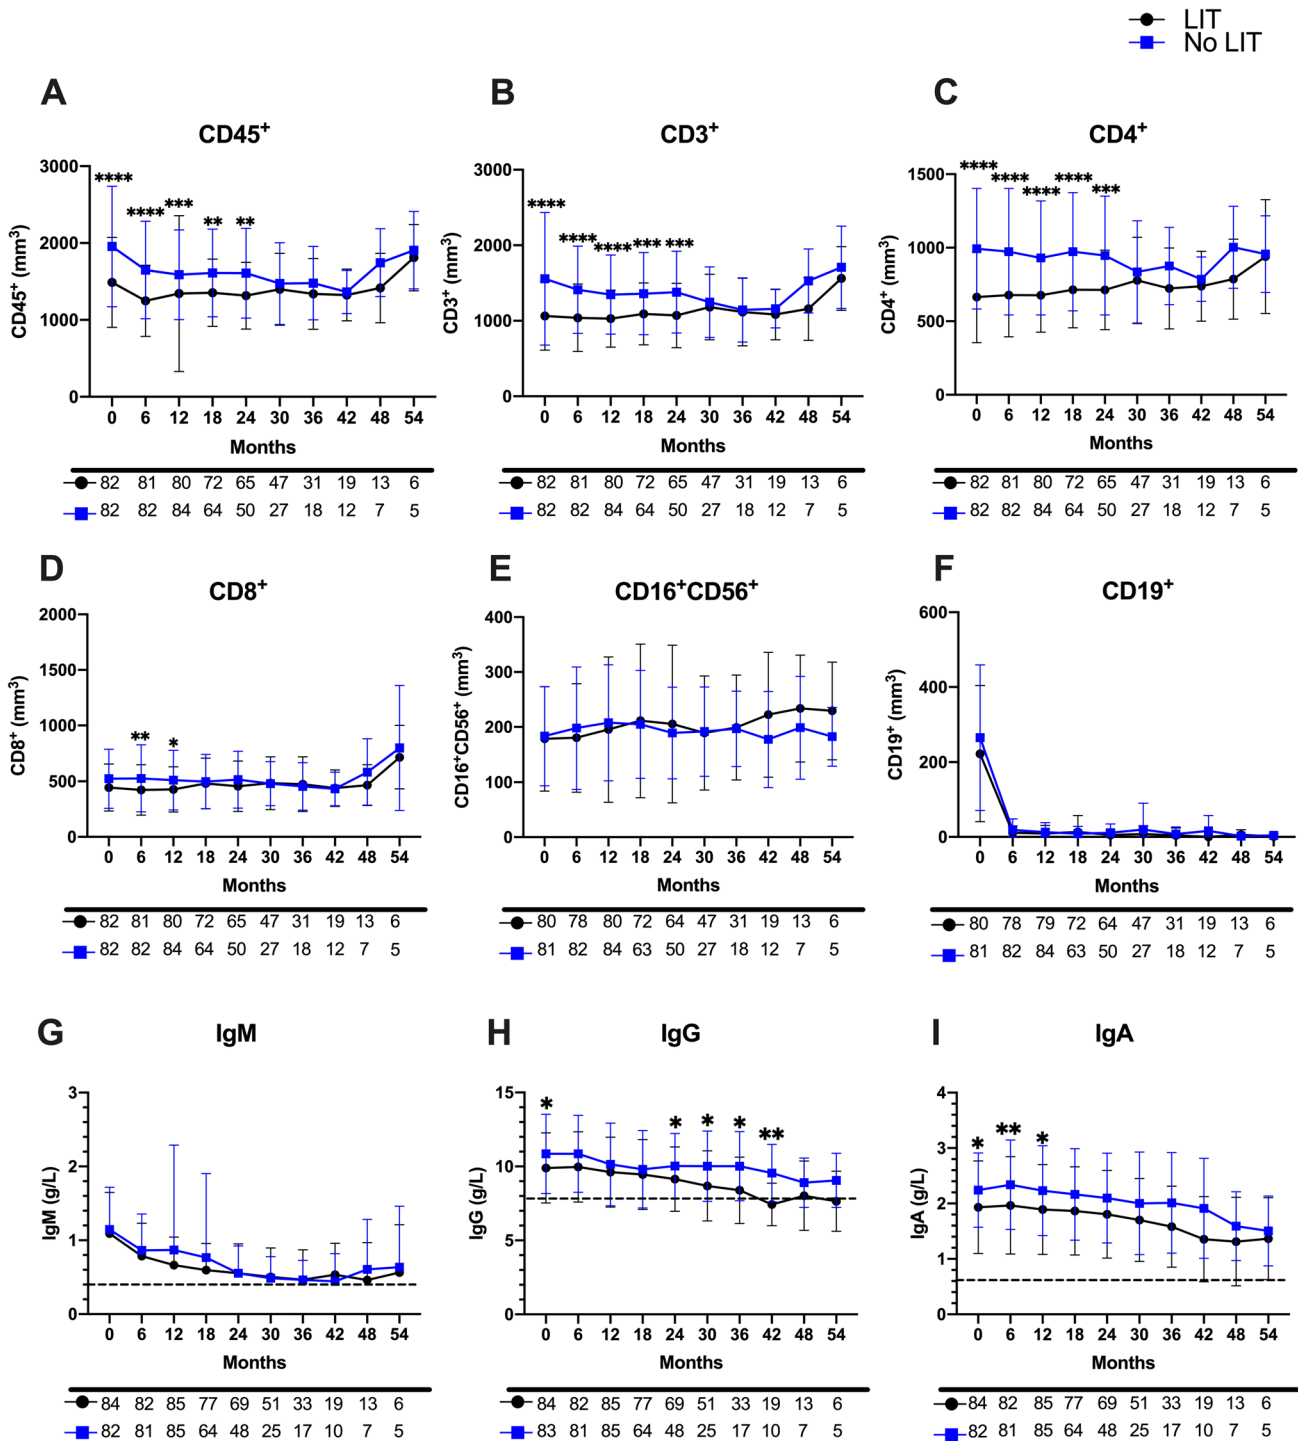 LIT
No LIT
A
B
C
CD45+
CD3+
CD4+
****
****
***
**
**
****
****
****
***
***
****
****
****
****
***
CD45+ (mm3)
3000
2000
1000
0
CD3+ (mm3)
3000
2000
1000
0
CD4+ (mm3)
1500
1000
500
0
0 6 12 18 24 30 36 42 48 54
0 6 12 18 24 30 36 42 48 54
0 6 12 18 24 30 36 42 48 54
Months
Months
Months
82 81 80 72 65 47 31 19 13 6
82 82 84 64 50 27 18 12 7 5
82 81 80 72 65 47 31 19 13 6
82 82 84 64 50 27 18 12 7 5
82 81 80 72 65 47 31 19 13 6
82 82 84 64 50 27 18 12 7 5
D
E
F
CD8+
CD16+CD56+
CD19+
**
*
CD8+ (mm3)
2000
1500
1000
500
0
CD16+CD56+ (mm3)
400
300
200
100
0
CD19+ (mm3)
600
400
200
0
0 6 12 18 24 30 36 42 48 54
0 6 12 18 24 30 36 42 48 54
0 6 12 18 24 30 36 42 48 54
Months
Months
Months
82 81 80 72 65 47 31 19 13 6
82 82 84 64 50 27 18 12 7 5
80 78 80 72 64 47 31 19 13 6
81 82 84 63 50 27 18 12 7 5
80 78 79 72 64 47 31 19 13 6
81 82 84 63 50 27 18 12 7 5
G
H
I
IgM
IgG
IgA
*
*
*
*
**
*
**
*
IgM (g/L)
3
2
1
0
IgG (g/L)
15
10
5
0
IgA (g/L)
4
3
2
1
0
0 6 12 18 24 30 36 42 48 54
0 6 12 18 24 30 36 42 48 54
0 6 12 18 24 30 36 42 48 54
Months
Months
Months
84 82 85 77 69 51 33 19 13 6
82 81 85 64 48 25 17 10 7 5
84 82 85 77 69 51 33 19 13 6
83 81 85 64 48 25 17 10 7 5
84 82 85 77 69 51 33 19 13 6
82 81 85 64 48 25 17 10 7 5